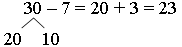 30 – 7 = 20 + 3 = 23
20 10